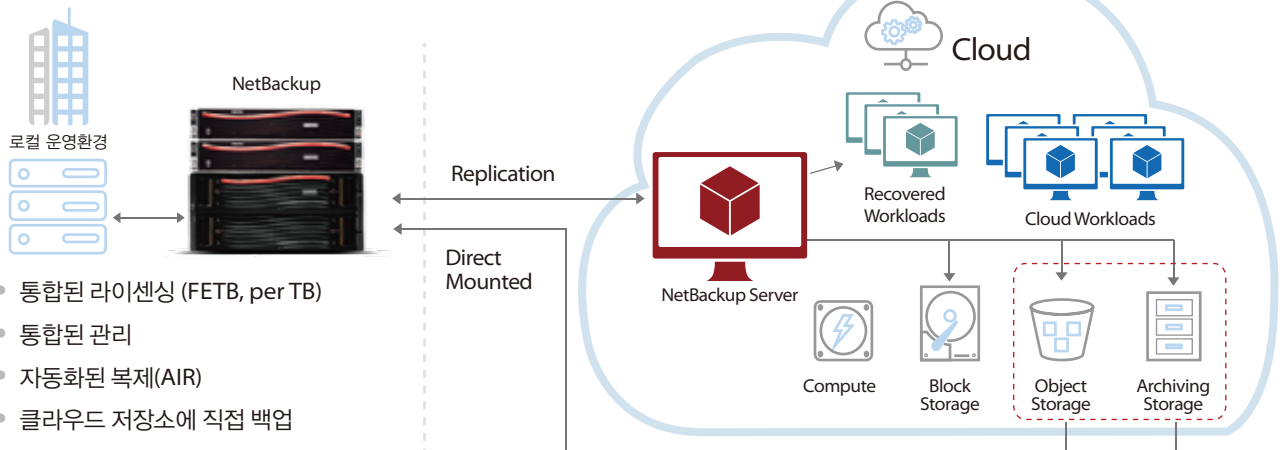 로컬 운영환경
NetBackup
통합된 라이센싱 (FETB, per TB)
통합된 관리
자동화된 복제(AIR)
클라우드 저장소에 직접 백업
Replication
Direct
Mounted
Cloud
NetBackup Server
Recovered
Workloads
Cloud Workloads
Compute
Block
Storage
Object
Storage
Archiving
Storage